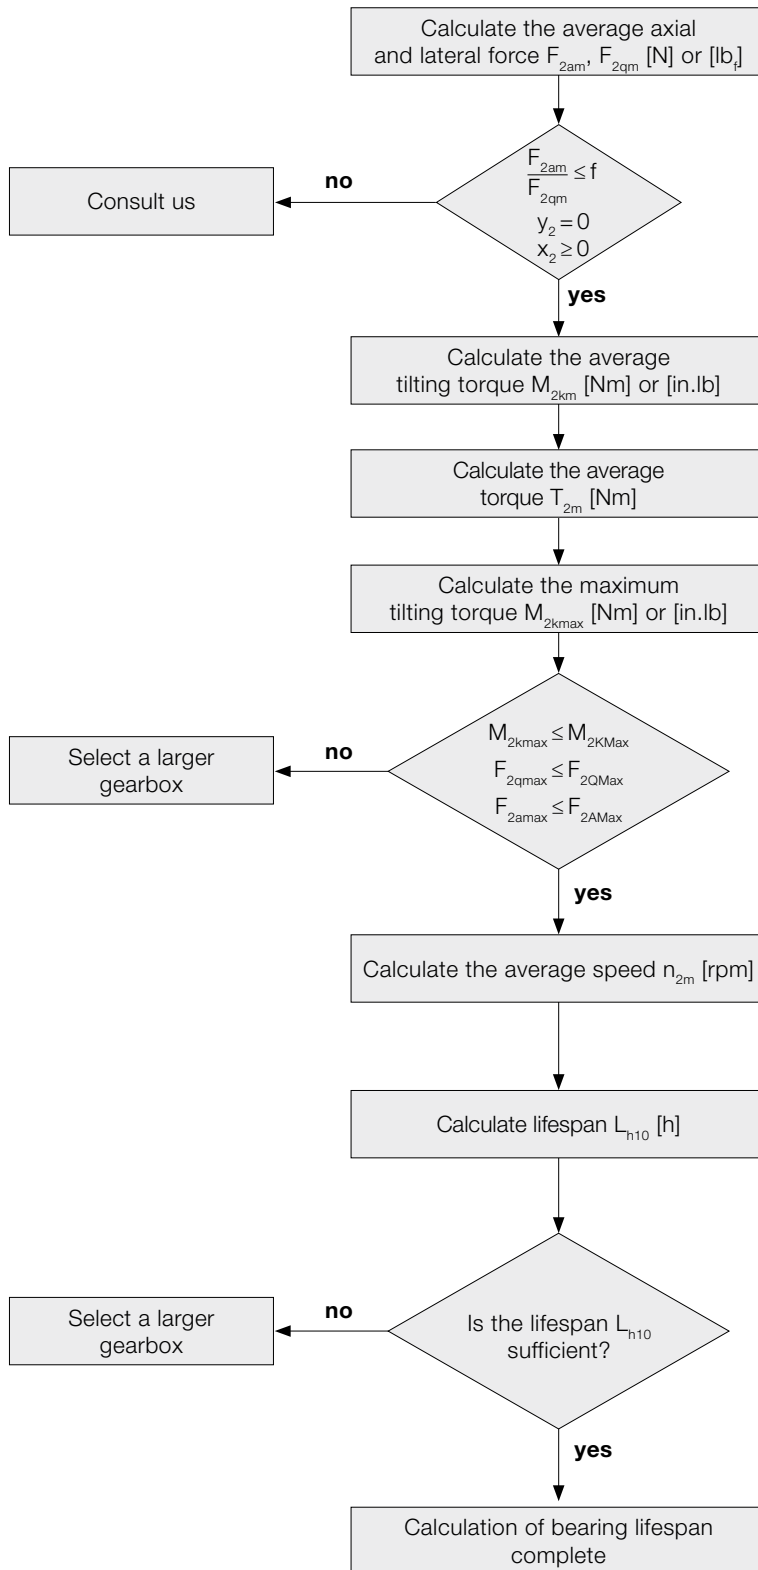 Calculate the average axial
and lateral force F₂ₐₘ, F₂qₘ [N] or [lbf]
F₂ₐₘ
F₂qₘ
≤ f
y₂ = 0
x₂ ≥ 0
no
Consult us
yes
Calculate the average
tilting torque M₂ₖₘ [Nm] or [in.lb]
Calculate the average
torque T₂ₘ [Nm]
Calculate the maximum
tilting torque M₂ₖₘₐₓ [Nm] or [in.lb]
M₂ₖₘₐₓ ≤ M₂KMax
F₂qmax ≤ F₂QMax
F₂ₐₘₐₓ ≤ F₂AMax
no
Select a larger
gearbox
yes
Calculate the average speed n₂ₘ [rpm]
Calculate lifespan Lₕ₁₀ [h]
Is the lifespan Lₕ₁₀
sufficient?
no
Select a larger
gearbox
yes
Calculation of bearing lifespan
complete